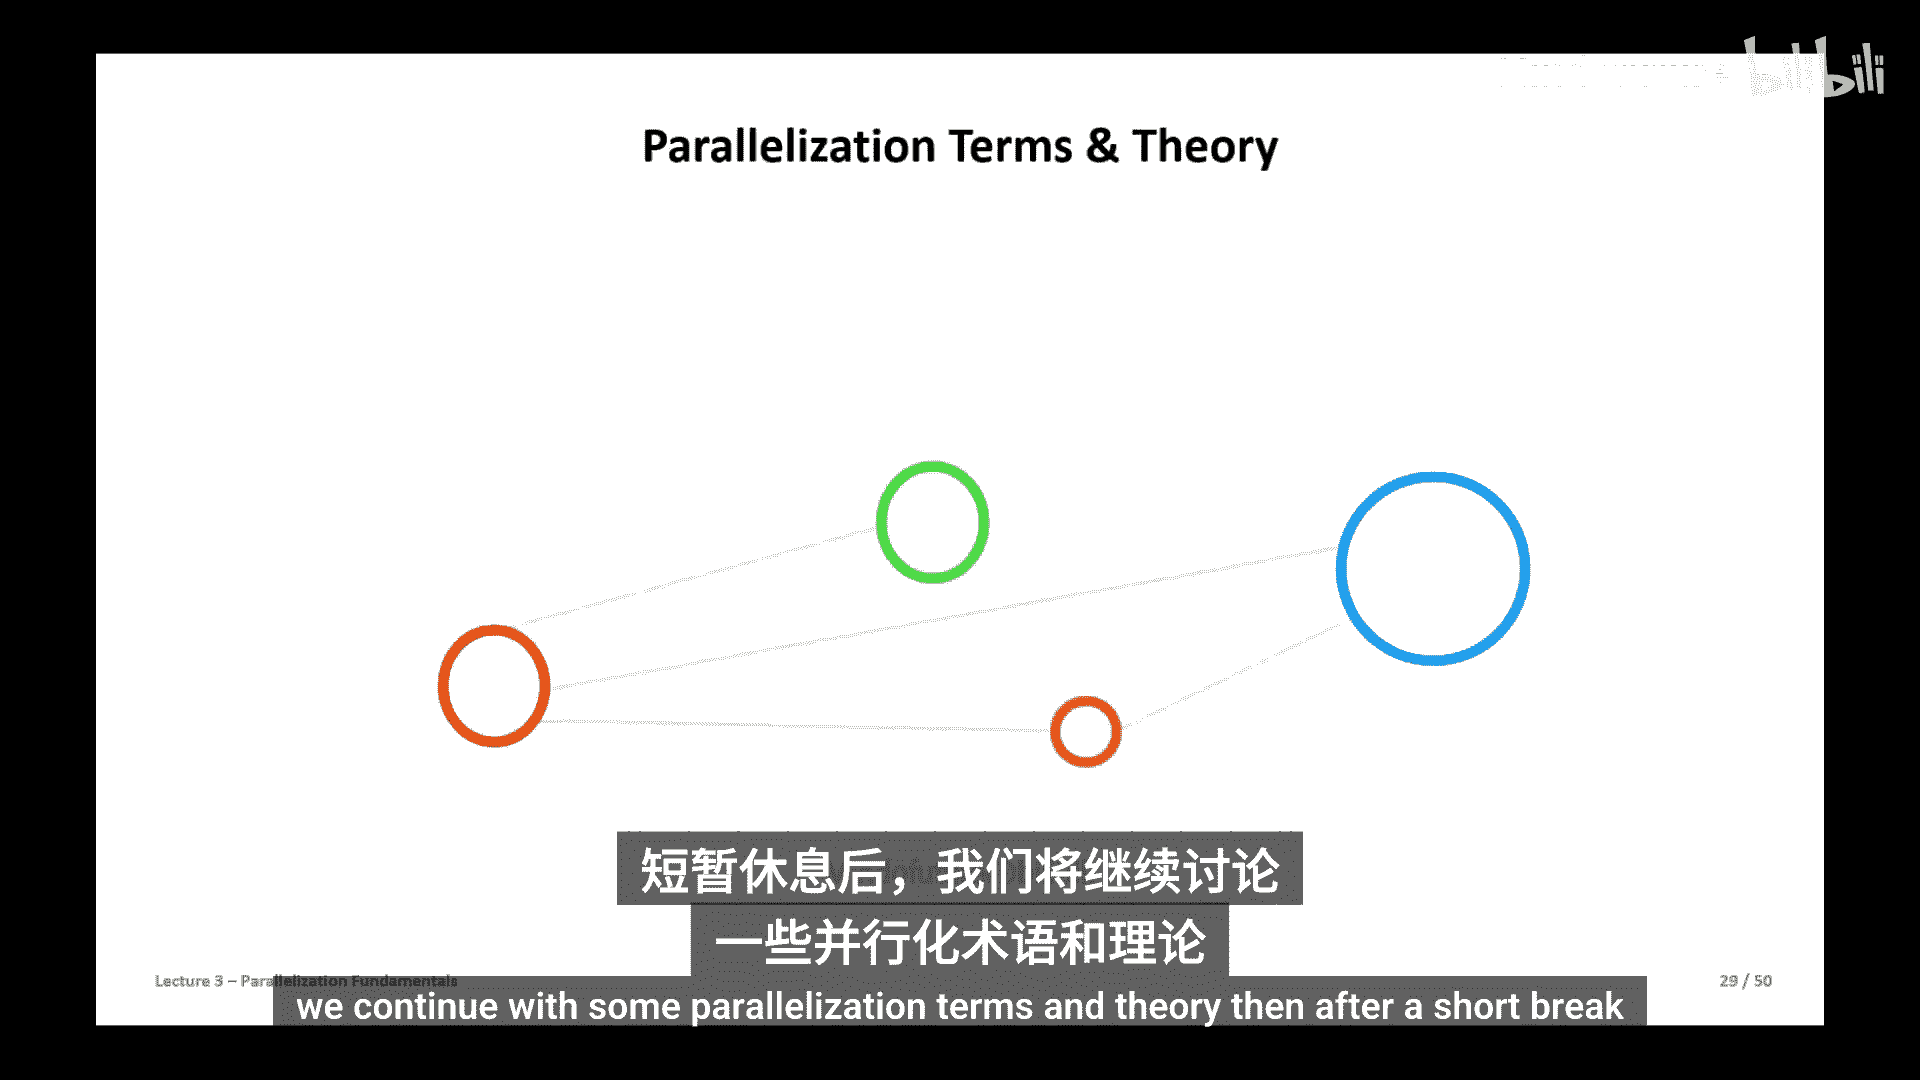 bilibili
Parallelization Terms & Theory
短暂休息后，我们将继续讨论
一些并行化术语和理论
Lecture 3 – Parallelization Fundamentals
29 / 50
we continue with some parallelization terms and theory then after a short break